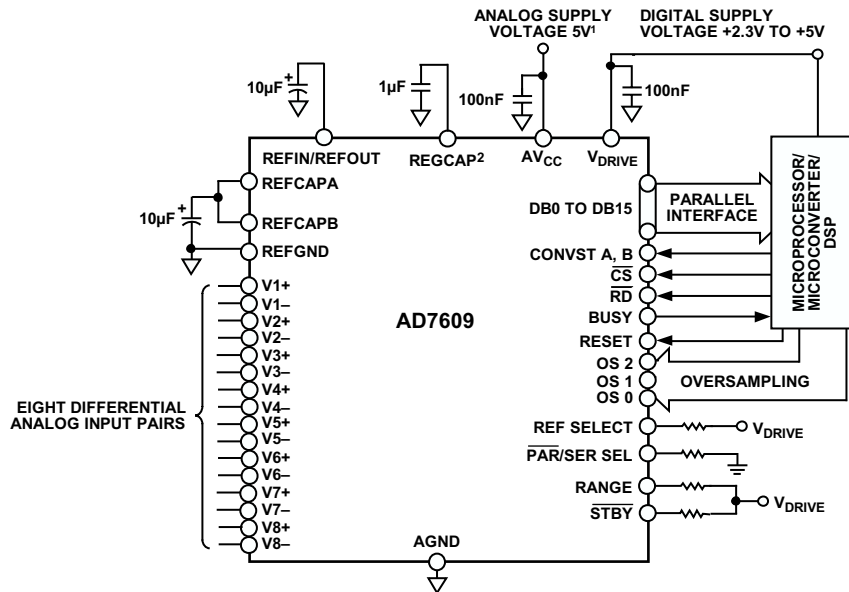 ANALOG SUPPLY
VOLTAGE 5V¹
DIGITAL SUPPLY
VOLTAGE +2.3V TO +5V
10µF
+
1µF
100nF
100nF
REFIN/REFOUT
REGCAP²
AVCC
VDRIVE
REFCAPA
REFCAPB
REFGND
10µF
+
DB0 TO DB15
PARALLEL
INTERFACE
MICROPROCESSOR/
MICROCONVERTER/
DSP
CONVST A, B
CS
RD
BUSY
RESET
OS 2
OS 1
OS 0
OVERSAMPLING
AD7609
V1+
V1–
V2+
V2–
V3+
V3–
V4+
V4–
V5+
V5–
V6+
V6–
V7+
V7–
V8+
V8–
EIGHT DIFFERENTIAL
ANALOG INPUT PAIRS
REF SELECT
VDRIVE
PAR/SER SEL
RANGE
STBY
VDRIVE
AGND